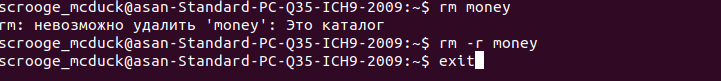 scrooge_mcduck@asan-Standard-PC-Q35-ICH9-2009:~$ rm money
rm: невозможно удалить 'money': Это каталог
scrooge_mcduck@asan-Standard-PC-Q35-ICH9-2009:~$ rm -r money
scrooge_mcduck@asan-Standard-PC-Q35-ICH9-2009:~$ exit